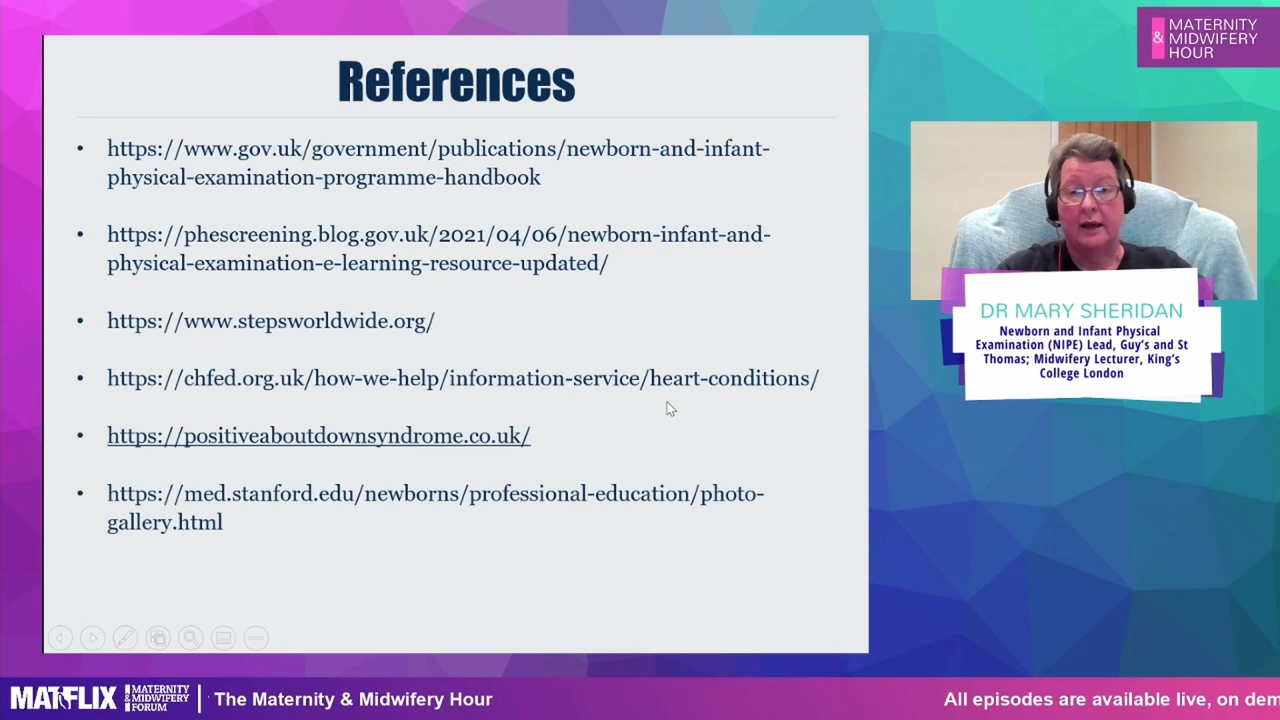 References
• https://www.gov.uk/government/publications/newborn-and-infant-
physical-examination-programme-handbook
• https://phescreening.blog.gov.uk/2021/04/06/newborn-infant-and-
physical-examination-e-learning-resource-updated/
• https://www.stepsworldwide.org/
• https://chfed.org.uk/how-we-help/information-service/heart-conditions/
• https://positiveaboutdownsyndrome.co.uk/
• https://med.stanford.edu/newborns/professional-education/photo-
gallery.html
MATERNITY
& MIDWIFERY
HOUR
DR MARY SHERIDAN
Newborn and Infant Physical
Examination (NIPE) Lead, Guy's and St
Thomas; Midwifery Lecturer, King's
College London
MATFLIX
MATERNITY
& MIDWIFERY
FORUM
The Maternity & Midwifery Hour
All episodes are available live, on dem